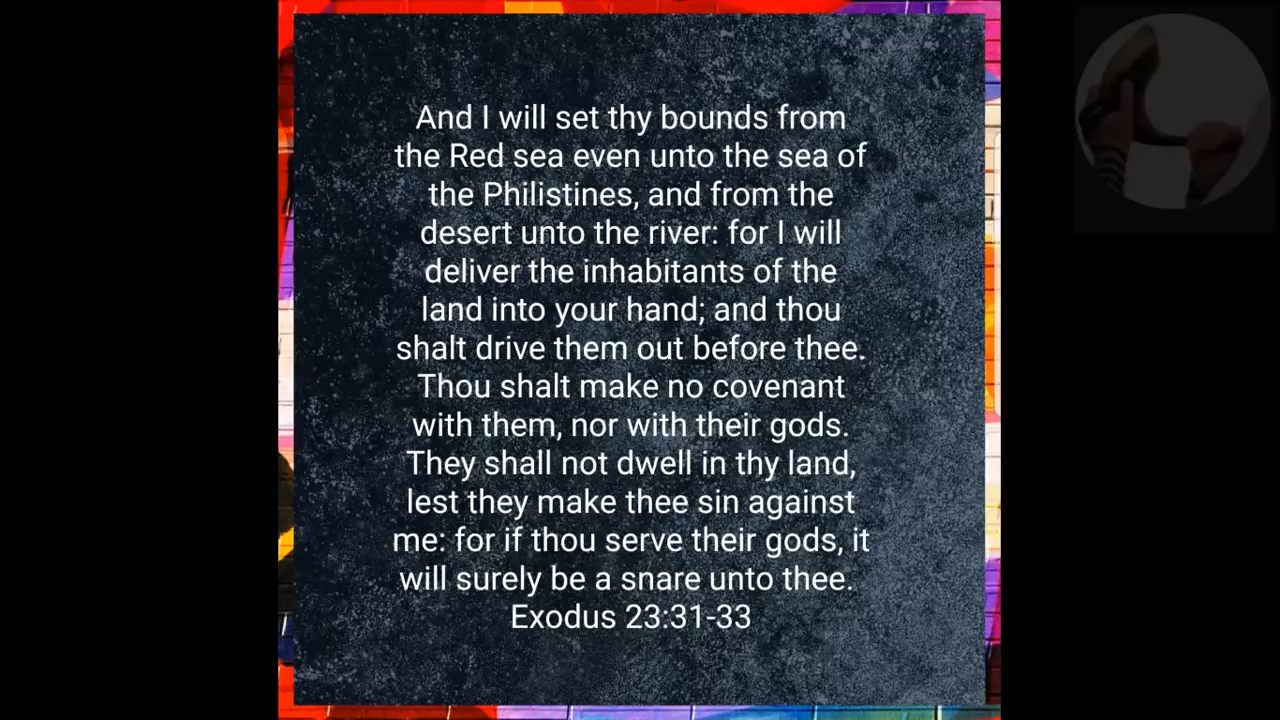 And I will set thy bounds from
the Red sea even unto the sea of
the Philistines, and from the
desert unto the river: for I will
deliver the inhabitants of the
land into your hand; and thou
shalt drive them out before thee.
Thou shalt make no covenant
with them, nor with their gods.
They shall not dwell in thy land,
lest they make thee sin against
me: for if thou serve their gods, it
will surely be a snare unto thee.
Exodus 23:31-33